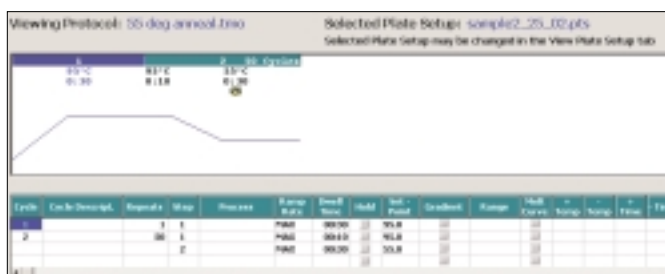 Viewing Protocol: 55 deg anneal.tmo
Selected Plate Setup: sample2_25_02.pts
Selected Plate Setup may be changed in the View Plate Setup tab
1 2 Cycles
95°C 95°C 55°C
0:30 0:10 0:30
Cycle Cycle Descript. Repeats Step Process Ramp Rate Dwell Time Hold Set-Point Gradient Range Melt Curve + Temp - Temp + Time
1 1 1 MAX 00:30 95.0
2 1 MAX 00:10 95.0
2 MAX 00:30 55.0